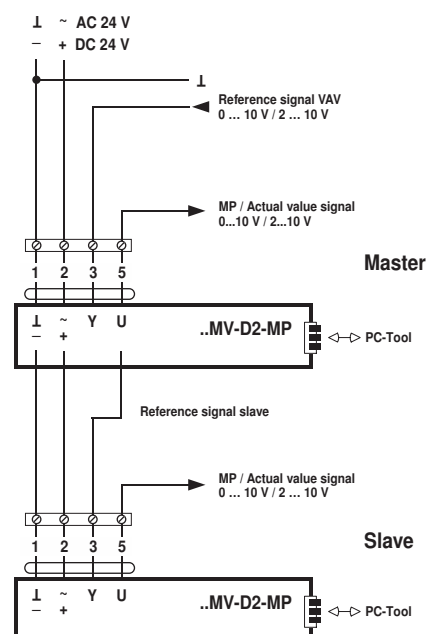 ⊥ ~ AC 24 V
– + DC 24 V
⊥
Reference signal VAV
0 ... 10 V / 2 ... 10 V
MP / Actual value signal
0...10 V / 2...10 V
1 2 3 5
Master
⊥ ~ Y U
– +
..MV-D2-MP
PC-Tool
Reference signal slave
MP / Actual value signal
0 ... 10 V / 2 ... 10 V
1 2 3 5
Slave
⊥ ~ Y U
– +
..MV-D2-MP
PC-Tool